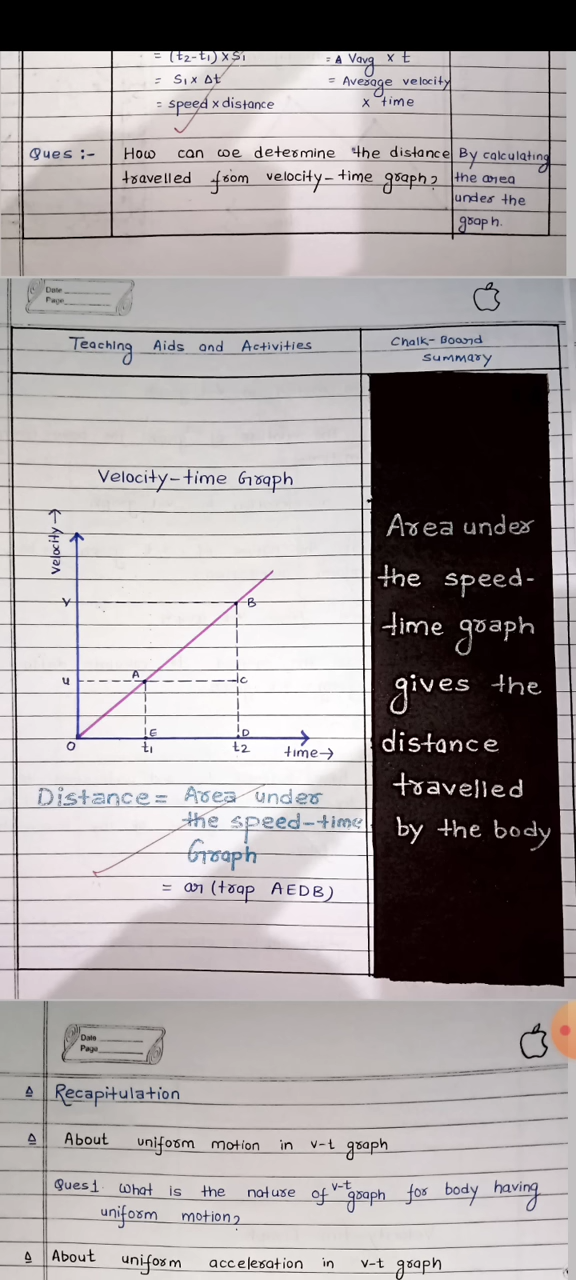 = (t2-t1) x S1
= Δ Vavg x t
= S1 x Δt
= Average velocity
= speed x distance
x time
Ques :-
How can we determine the distance
travelled from velocity-time graph?
By calculating
the area
under the
graph.
Date
Page
Teaching Aids and Activities
Chalk-Board
Summary
Velocity-time Graph
Velocity→
V
B
A
u
C
E
D
O
t1
t2
time→
Distance = Area under
the speed-time
Graph
= ar (trap AEDB)
Area under
the speed-
time graph
gives the
distance
travelled
by the body
Date
Page
Δ Recapitulation
Δ About uniform motion in v-t graph
Ques1. What is the nature of v-t graph for body having
uniform motion?
Δ About uniform acceleration in v-t graph